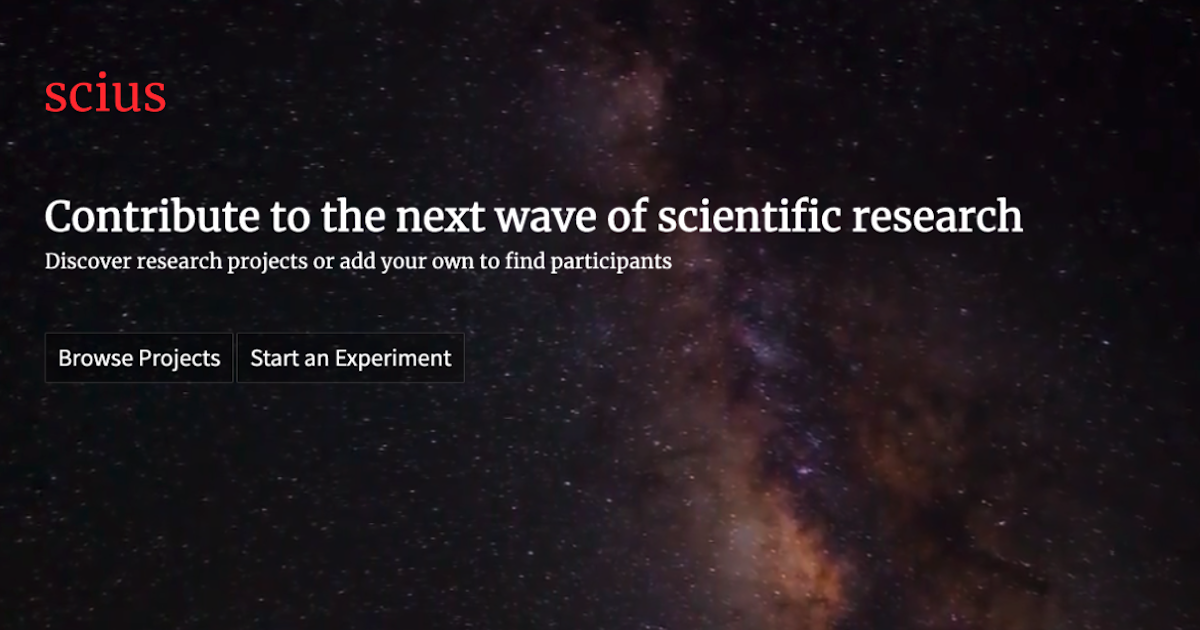 scius
Contribute to the next wave of scientific research
Discover research projects or add your own to find participants
Browse Projects
Start an Experiment